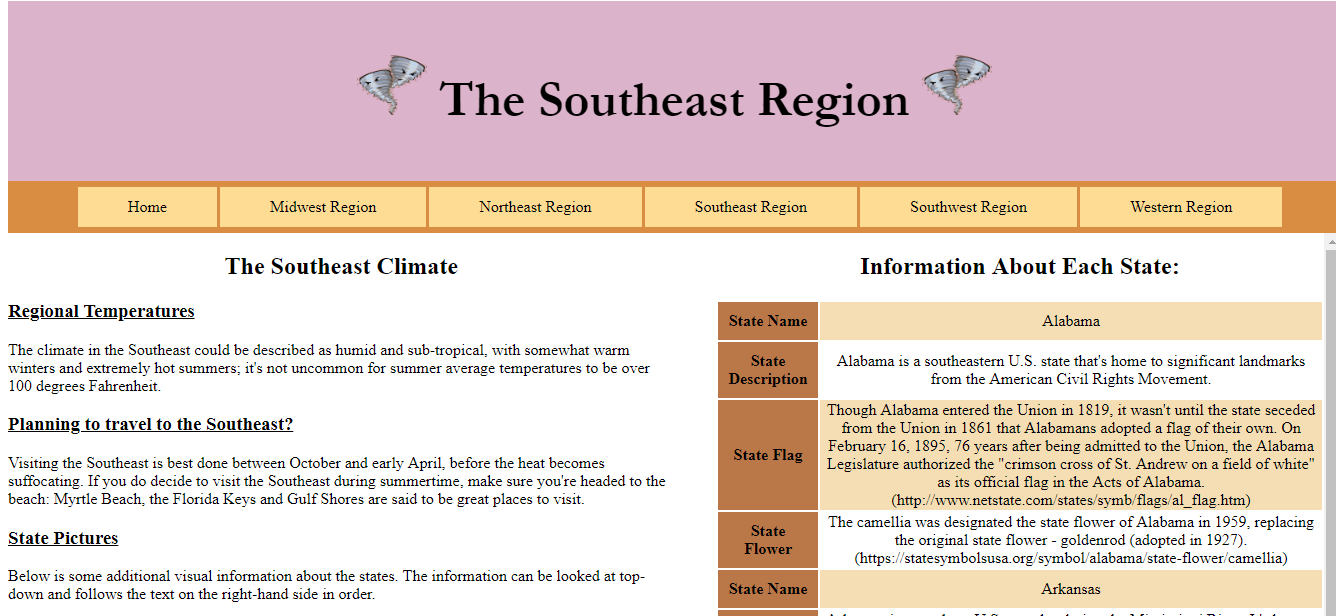 The Southeast Region
Home
Midwest Region
Northeast Region
Southeast Region
Southwest Region
Western Region
The Southeast Climate
Regional Temperatures
The climate in the Southeast could be described as humid and sub-tropical, with somewhat warm
winters and extremely hot summers; it's not uncommon for summer average temperatures to be over
100 degrees Fahrenheit.
Planning to travel to the Southeast?
Visiting the Southeast is best done between October and early April, before the heat becomes
suffocating. If you do decide to visit the Southeast during summertime, make sure you're headed to the
beach: Myrtle Beach, the Florida Keys and Gulf Shores are said to be great places to visit.
State Pictures
Below is some additional visual information about the states. The information can be looked at top-
down and follows the text on the right-hand side in order.
Information About Each State:
State Name
Alabama
State
Description
Alabama is a southeastern U.S. state that's home to significant landmarks
from the American Civil Rights Movement.
State Flag
Though Alabama entered the Union in 1819, it wasn't until the state seceded
from the Union in 1861 that Alabamans adopted a flag of their own. On
February 16, 1895, 76 years after being admitted to the Union, the Alabama
Legislature authorized the "crimson cross of St. Andrew on a field of white"
as its official flag in the Acts of Alabama.
(http://www.netstate.com/states/symb/flags/al_flag.htm)
State
Flower
The camellia was designated the state flower of Alabama in 1959, replacing
the original state flower - goldenrod (adopted in 1927).
(https://statesymbolsusa.org/symbol/alabama/state-flower/camellia)
State Name
Arkansas